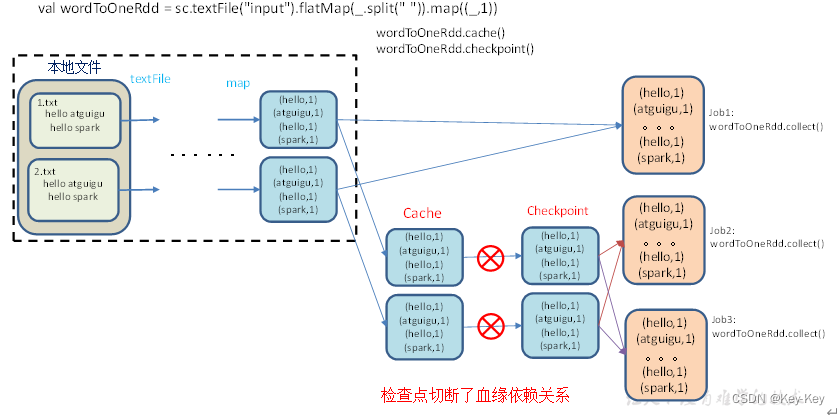 val wordToOneRdd = sc.textFile("input").flatMap(_.split(" ")).map((_,1))
wordToOneRdd.cache()
wordToOneRdd.checkpoint()
本地文件
textFile
map
1.txt
hello atguigu
hello spark
2.txt
hello atguigu
hello spark
. . . . . .
(hello,1)
(atguigu,1)
(hello,1)
(spark,1)
(hello,1)
(atguigu,1)
(hello,1)
(spark,1)
(hello,1)
(atguigu,1)
。。。
(hello,1)
(spark,1)
Job1:
wordToOneRdd.collect()
Cache
Checkpoint
(hello,1)
(atguigu,1)
(hello,1)
(spark,1)
(hello,1)
(atguigu,1)
(hello,1)
(spark,1)
(hello,1)
(atguigu,1)
(hello,1)
(spark,1)
(hello,1)
(atguigu,1)
(hello,1)
(spark,1)
(hello,1)
(atguigu,1)
。。。
(hello,1)
(spark,1)
Job2:
wordToOneRdd.collect()
(hello,1)
(atguigu,1)
。。。
(hello,1)
(spark,1)
Job3:
wordToOneRdd.collect()
检查点切断了血缘依赖关系
CSDN @Key-Key